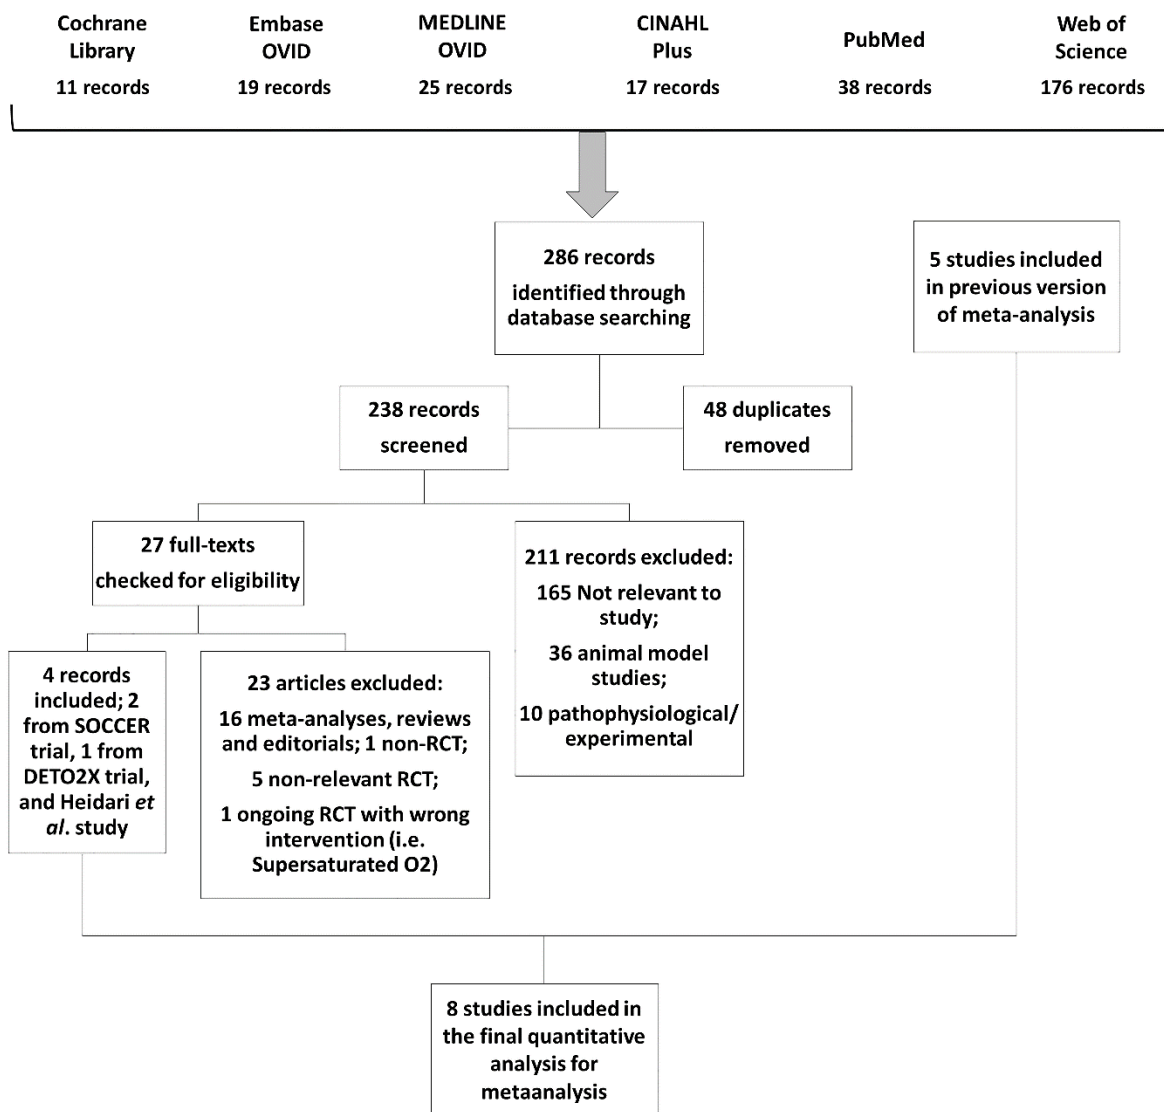 Cochrane
Library
11 records
Embase
OVID
19 records
MEDLINE
OVID
25 records
CINAHL
Plus
17 records
PubMed
38 records
Web of
Science
176 records
286 records
identified through
database searching
5 studies included
in previous version
of meta-analysis
238 records
screened
48 duplicates
removed
27 full-texts
checked for eligibility
211 records excluded:
165 Not relevant to
study;
36 animal model
studies;
10 pathophysiological/
experimental
4 records
included; 2
from SOCCER
trial, 1 from
DETO2X trial,
and Heidari et
al. study
23 articles excluded:
16 meta-analyses, reviews
and editorials; 1 non-RCT;
5 non-relevant RCT;
1 ongoing RCT with wrong
intervention (i.e.
Supersaturated O2)
8 studies included in
the final quantitative
analysis for
metaanalysis